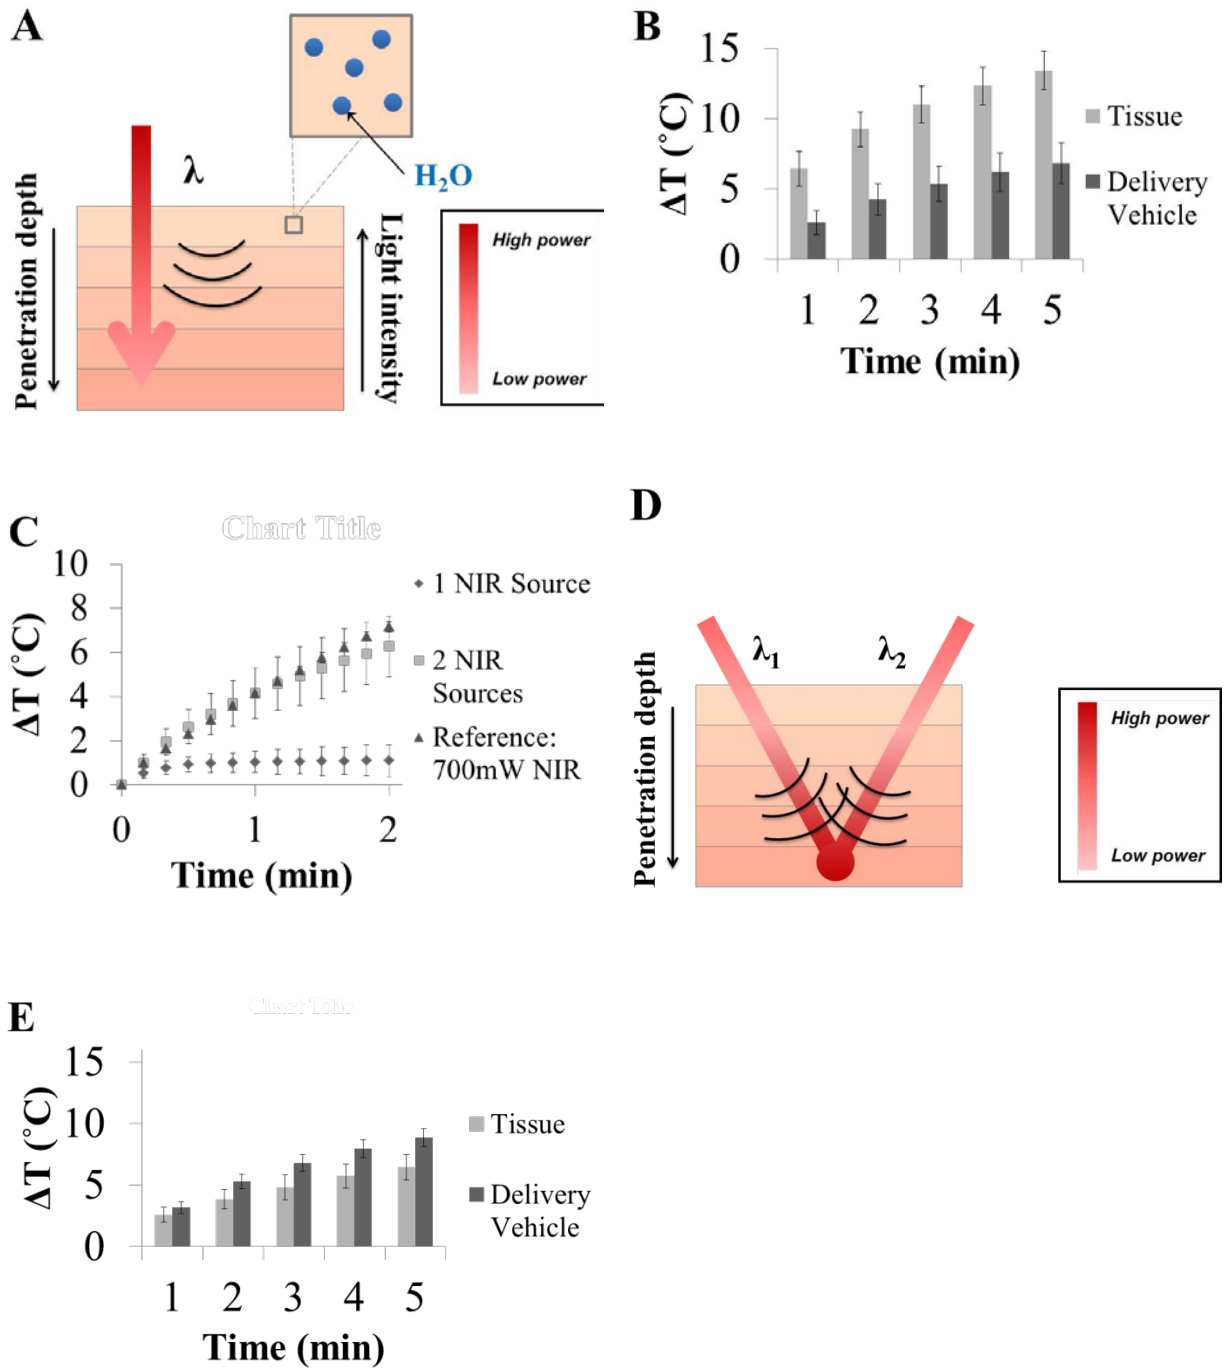 A
λ
H₂O
Penetration depth
Light intensity
High power
Low power
B
15
10
5
0
ΔT (˚C)
1 2 3 4 5
Time (min)
Tissue
Delivery
Vehicle
C
Chart Title
10
8
6
4
2
0
ΔT (˚C)
0 1 2
Time (min)
1 NIR Source
2 NIR
Sources
Reference:
700mW NIR
D
λ₁ λ₂
Penetration depth
High power
Low power
E
Chart Title
15
10
5
0
ΔT (˚C)
1 2 3 4 5
Time (min)
Tissue
Delivery
Vehicle